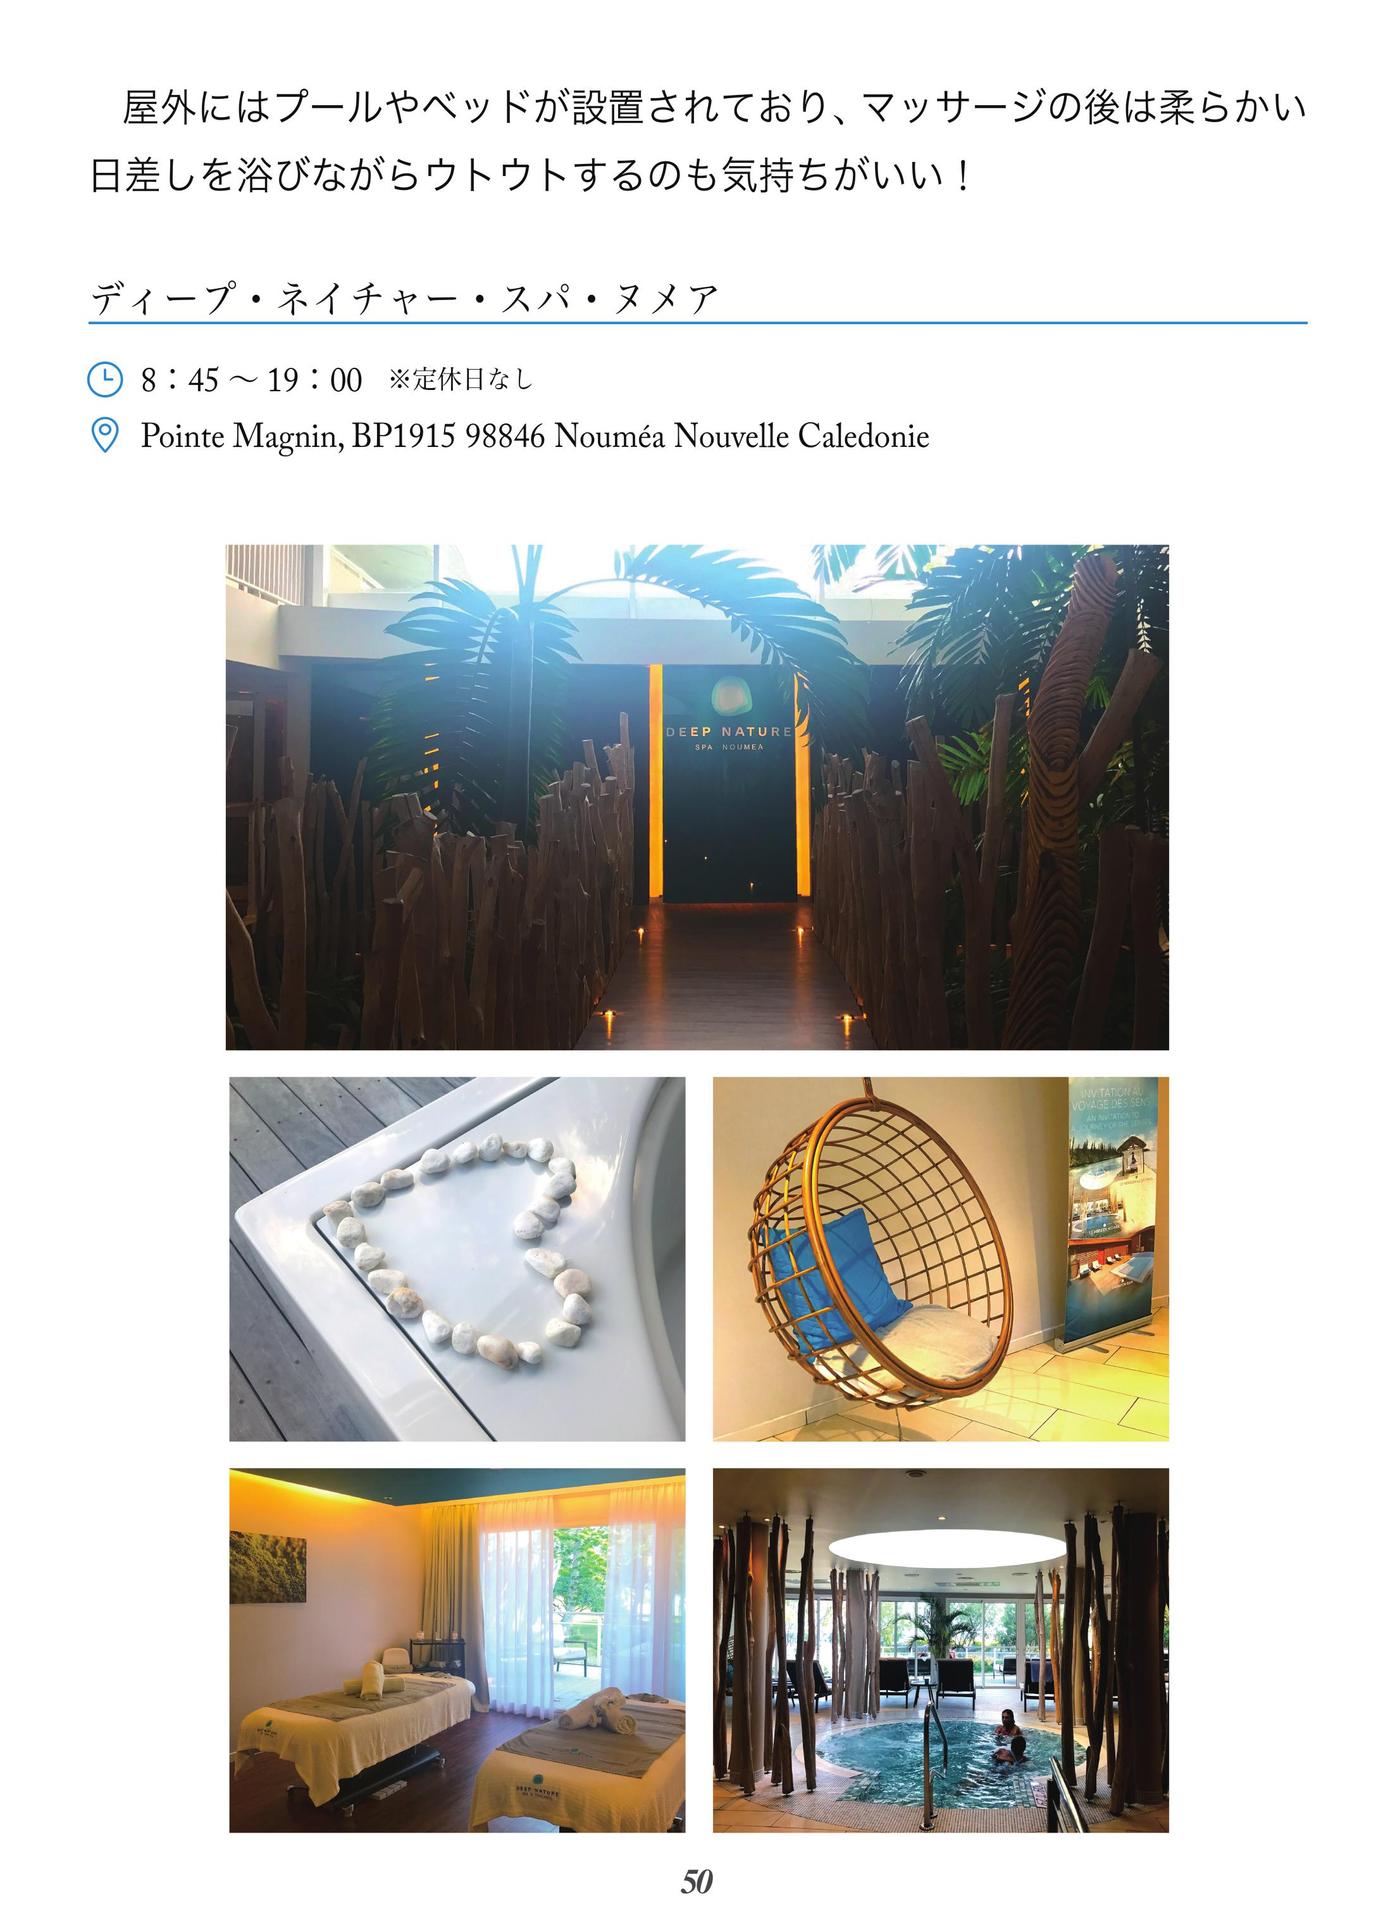 屋外にはプールやベッドが設置されており、マッサージの後は柔らかい
日差しを浴びながらウトウトするのも気持ちがいい！
ディープ・ネイチャー・スパ・ヌメア
8：45 〜 19：00　※定休日なし
Pointe Magnin, BP1915 98846 Nouméa Nouvelle Caledonie
DEEP NATURE
SPA NOUMEA
INVITATION AU
VOYAGE DES SENS
AN INVITATION TO
JOURNEY OF THE SENSES
DEEP NATURE
50